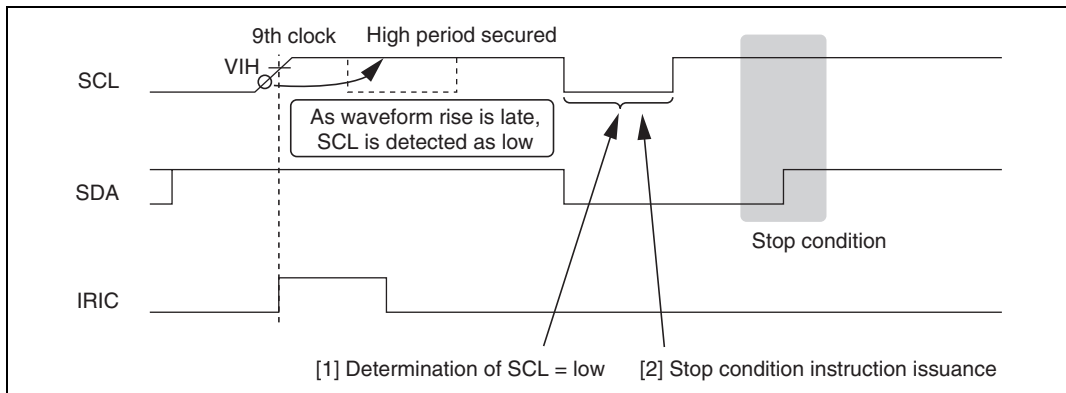 9th clock
High period secured
VIH
SCL
As waveform rise is late,
SCL is detected as low
SDA
Stop condition
IRIC
[1] Determination of SCL = low
[2] Stop condition instruction issuance